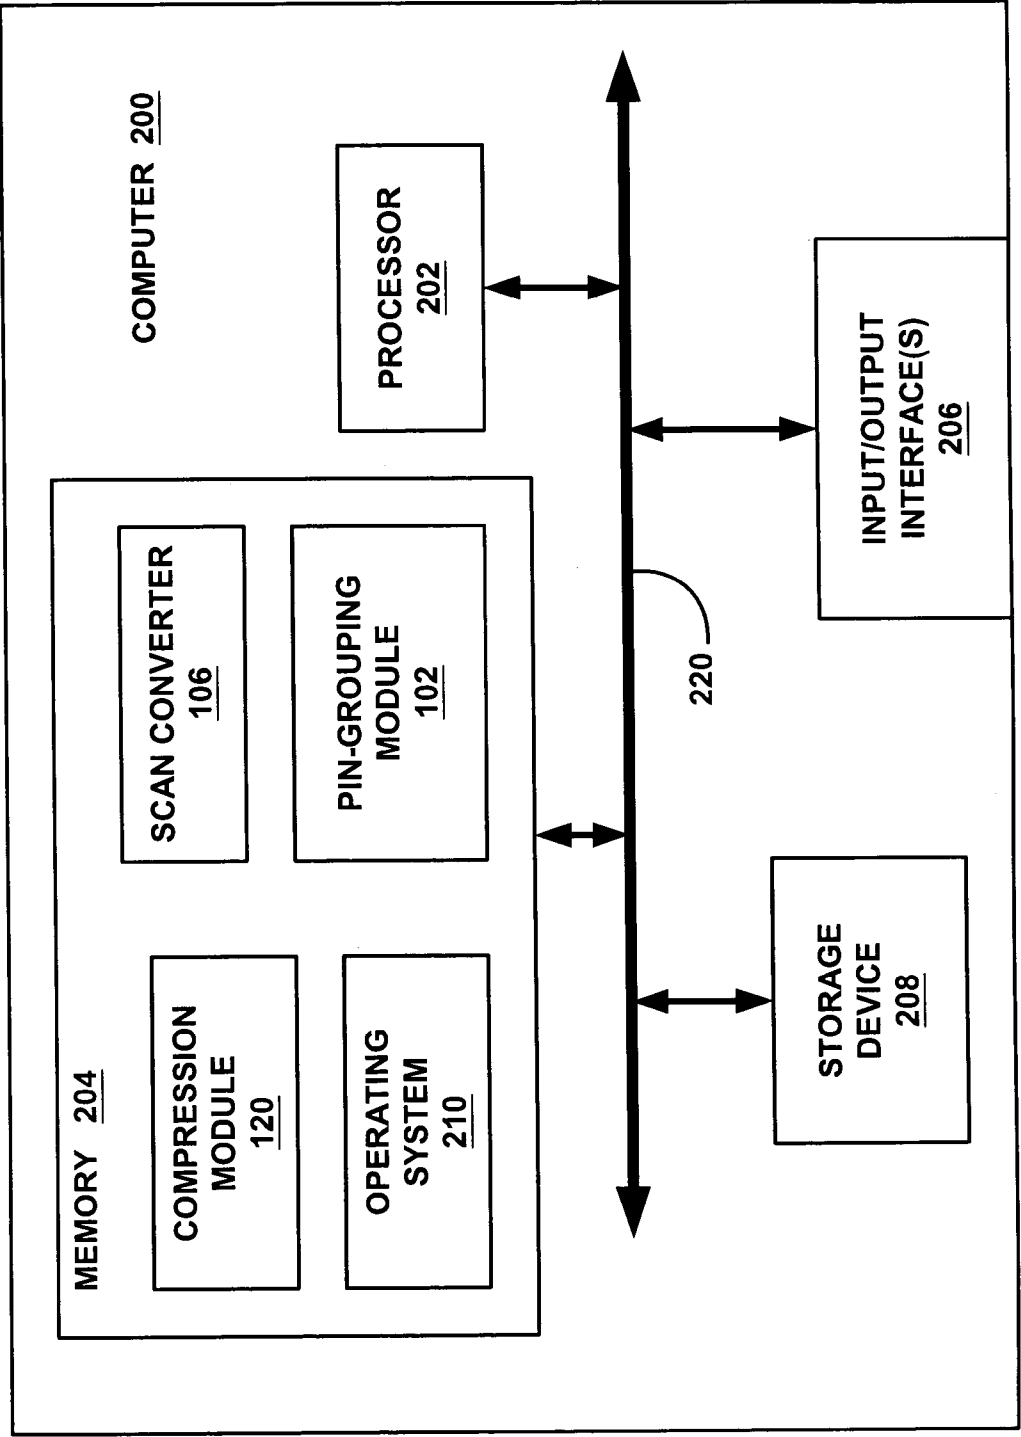 COMPUTER 200
MEMORY 204
COMPRESSION
MODULE
120
SCAN CONVERTER
106
OPERATING
SYSTEM
210
PIN-GROUPING
MODULE
102
PROCESSOR
202
220
STORAGE
DEVICE
208
INPUT/OUTPUT
INTERFACE(S)
206